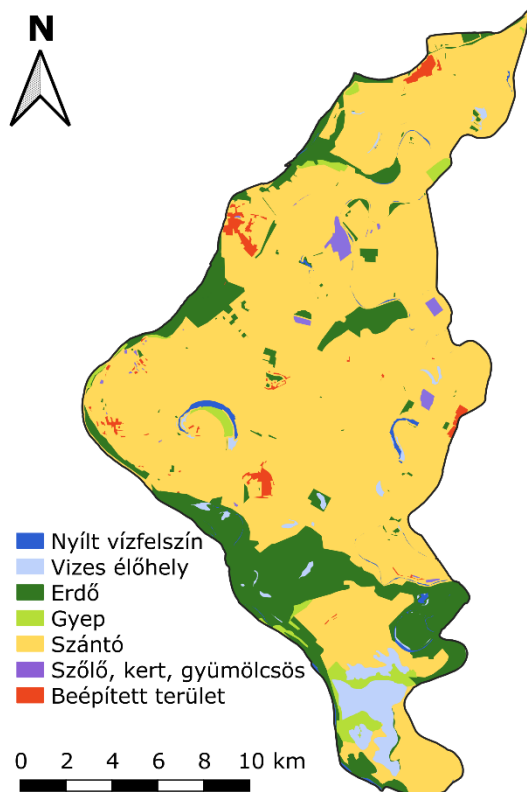 N
Nyílt vízfelszín
Vizes élőhely
Erdő
Gyep
Szántó
Szőlő, kert, gyümölcsös
Beépített terület
0 2 4 6 8 10 km